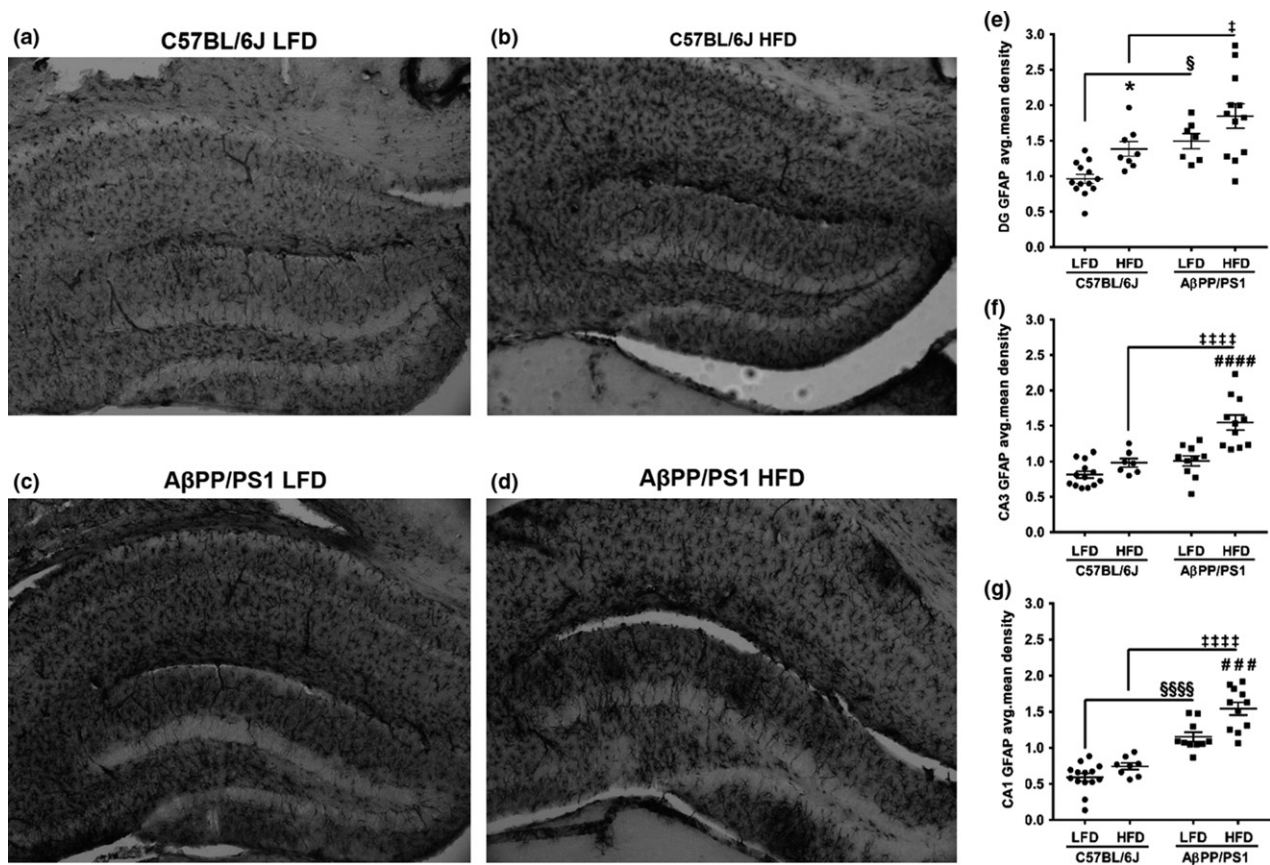 (a)
C57BL/6J LFD
(b)
C57BL/6J HFD
(c)
AβPP/PS1 LFD
(d)
AβPP/PS1 HFD
(e)
DG GFAP avg.mean density
3.0
2.5
2.0
1.5
1.0
0.5
0.0
§
*
‡
LFD HFD LFD HFD
C57BL/6J AβPP/PS1
(f)
CA3 GFAP avg.mean density
3.0
2.5
2.0
1.5
1.0
0.5
0.0
‡‡‡‡
####
LFD HFD LFD HFD
C57BL/6J AβPP/PS1
(g)
CA1 GFAP avg.mean density
3.0
2.5
2.0
1.5
1.0
0.5
0.0
‡‡‡‡
###
§§§§
LFD HFD LFD HFD
C57BL/6J AβPP/PS1